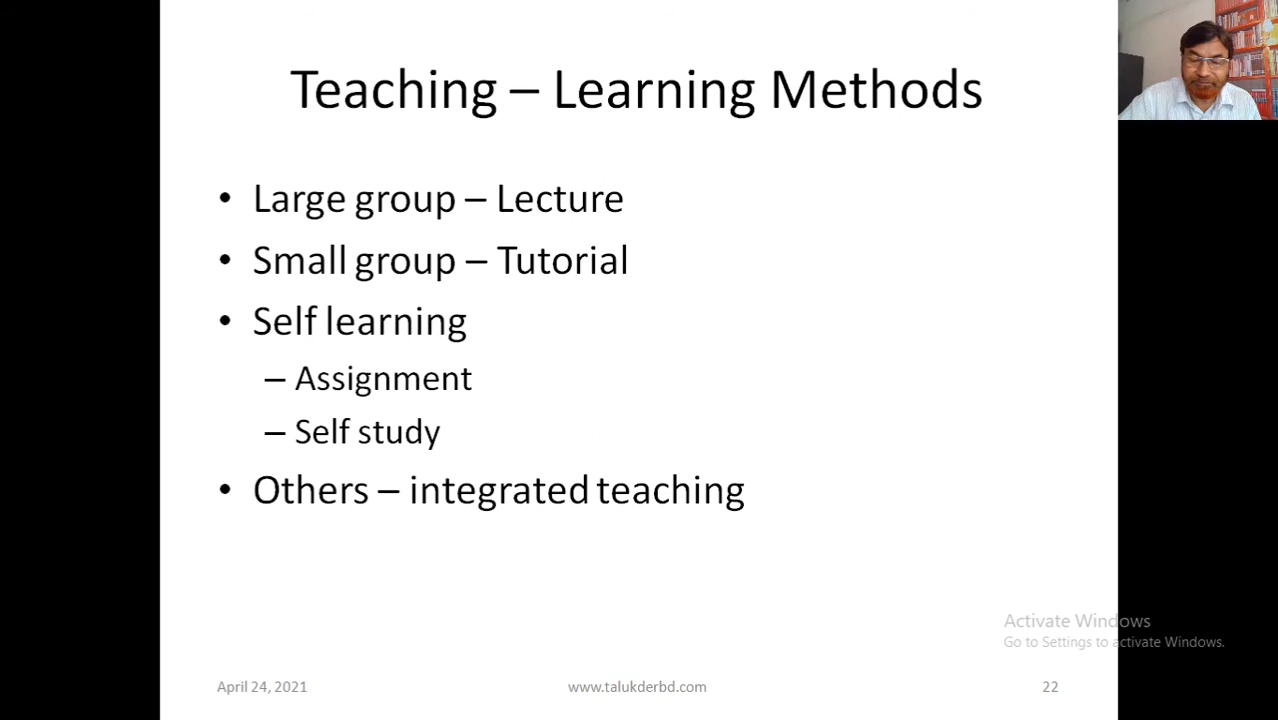 Teaching – Learning Methods
• Large group – Lecture
• Small group – Tutorial
• Self learning
– Assignment
– Self study
• Others – integrated teaching
Activate Windows
Go to Settings to activate Windows.
April 24, 2021
www.talukderbd.com
22